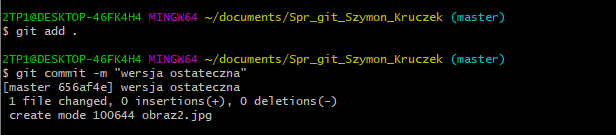 2TP1@DESKTOP-46FK4H4 MINGW64 ~/documents/Spr_git_Szymon_Kruczek (master)
$ git add .
2TP1@DESKTOP-46FK4H4 MINGW64 ~/documents/Spr_git_Szymon_Kruczek (master)
$ git commit -m "wersja ostateczna"
[master 656af4e] wersja ostateczna
 1 file changed, 0 insertions(+), 0 deletions(-)
 create mode 100644 obraz2.jpg